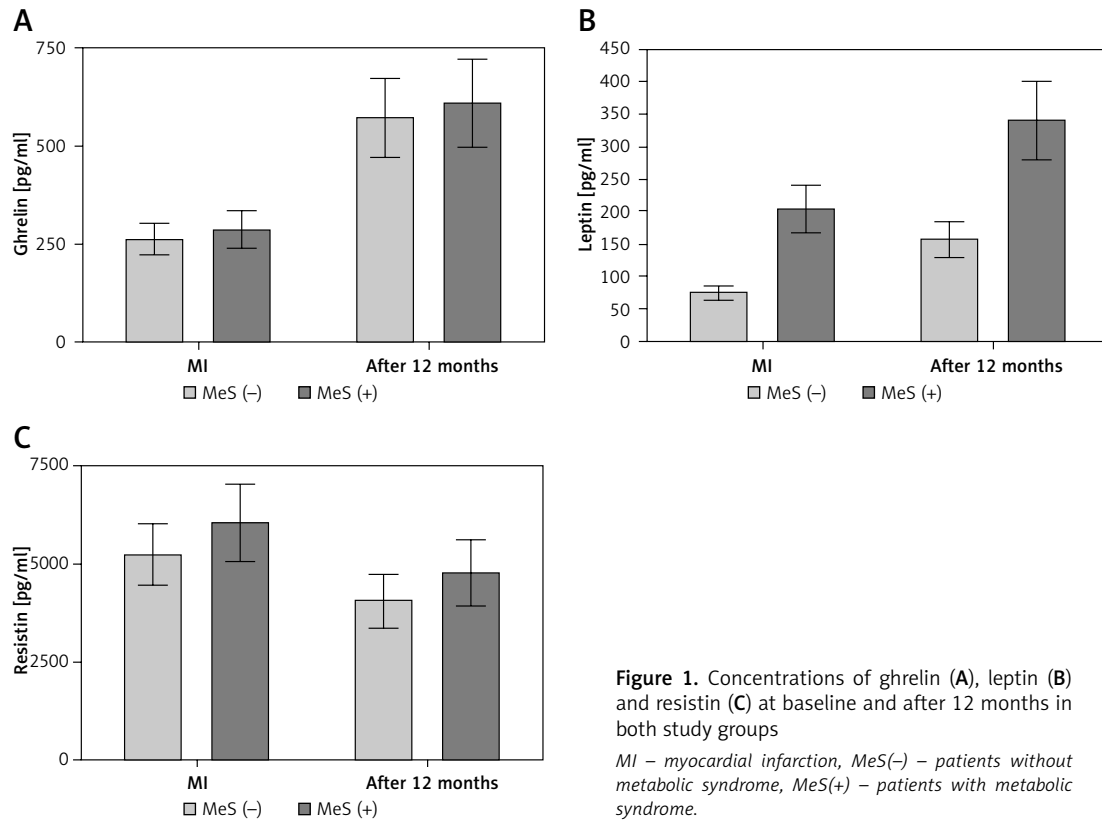 A
Ghrelin [pg/ml]
750
500
250
0
MI
After 12 months
MeS (–)
MeS (+)
B
Leptin [pg/ml]
450
400
350
300
250
200
150
100
50
0
MI
After 12 months
MeS (–)
MeS (+)
C
Resistin [pg/ml]
7500
5000
2500
0
MI
After 12 months
MeS (–)
MeS (+)
Figure 1. Concentrations of ghrelin (A), leptin (B)
and resistin (C) at baseline and after 12 months in
both study groups
MI – myocardial infarction, MeS(–) – patients without
metabolic syndrome, MeS(+) – patients with metabolic
syndrome.